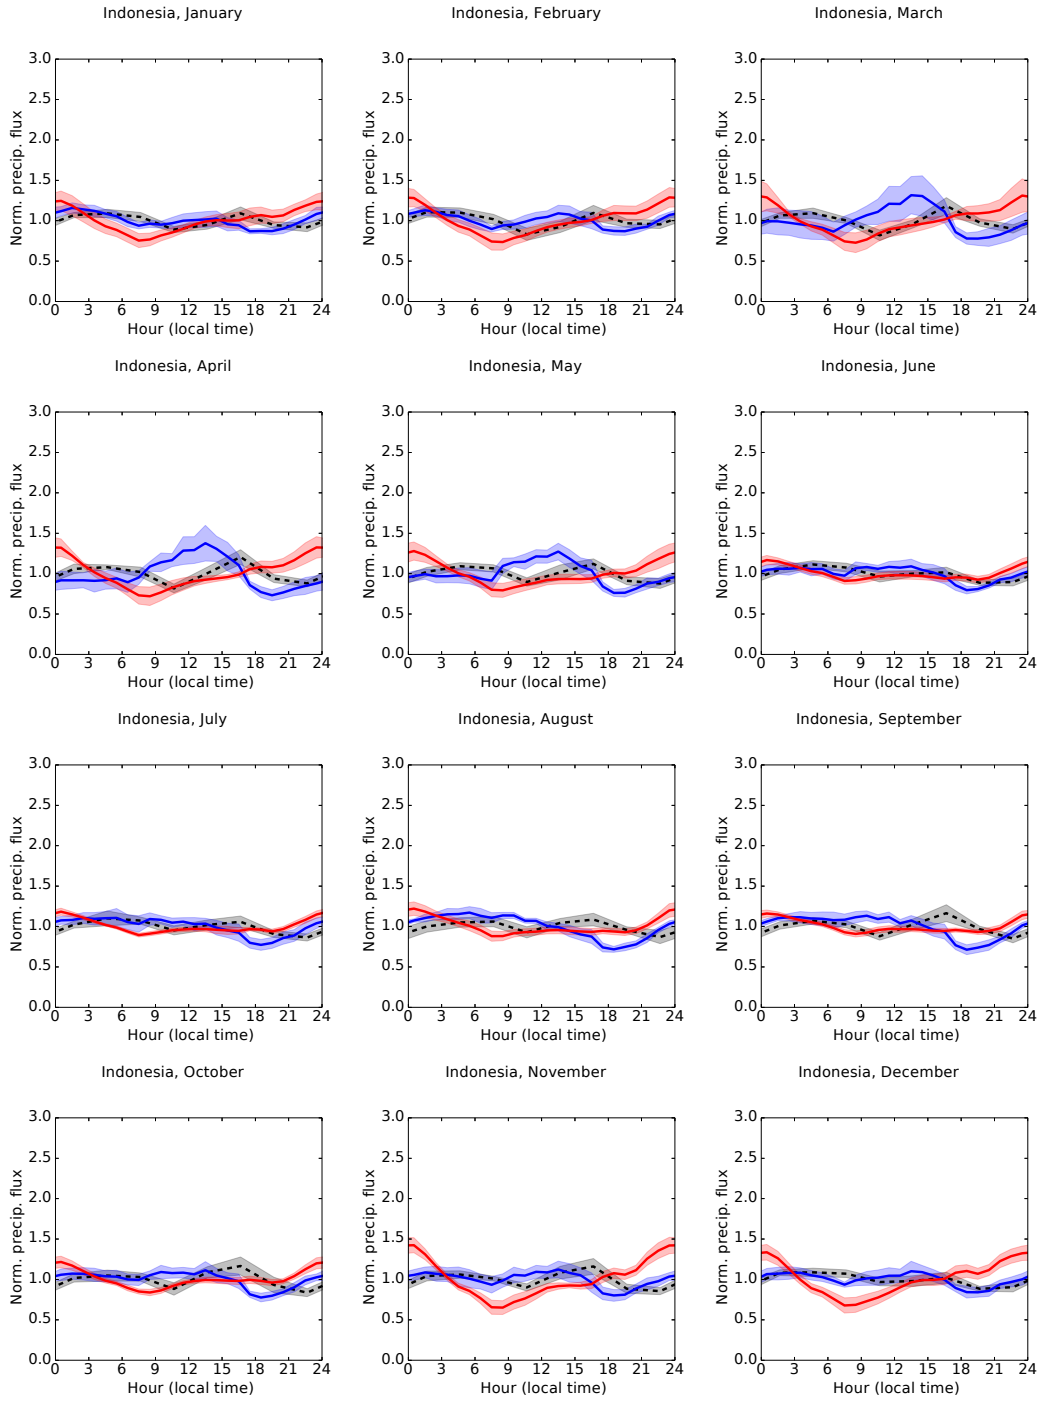 Indonesia, January
Indonesia, February
Indonesia, March
3.0
2.5
2.0
1.5
1.0
0.5
0.0
Norm. precip. flux
0 3 6 9 12 15 18 21 24
Hour (local time)
3.0
2.5
2.0
1.5
1.0
0.5
0.0
Norm. precip. flux
0 3 6 9 12 15 18 21 24
Hour (local time)
3.0
2.5
2.0
1.5
1.0
0.5
0.0
Norm. precip. flux
0 3 6 9 12 15 18 21 24
Hour (local time)
Indonesia, April
Indonesia, May
Indonesia, June
3.0
2.5
2.0
1.5
1.0
0.5
0.0
Norm. precip. flux
0 3 6 9 12 15 18 21 24
Hour (local time)
3.0
2.5
2.0
1.5
1.0
0.5
0.0
Norm. precip. flux
0 3 6 9 12 15 18 21 24
Hour (local time)
3.0
2.5
2.0
1.5
1.0
0.5
0.0
Norm. precip. flux
0 3 6 9 12 15 18 21 24
Hour (local time)
Indonesia, July
Indonesia, August
Indonesia, September
3.0
2.5
2.0
1.5
1.0
0.5
0.0
Norm. precip. flux
0 3 6 9 12 15 18 21 24
Hour (local time)
3.0
2.5
2.0
1.5
1.0
0.5
0.0
Norm. precip. flux
0 3 6 9 12 15 18 21 24
Hour (local time)
3.0
2.5
2.0
1.5
1.0
0.5
0.0
Norm. precip. flux
0 3 6 9 12 15 18 21 24
Hour (local time)
Indonesia, October
Indonesia, November
Indonesia, December
3.0
2.5
2.0
1.5
1.0
0.5
0.0
Norm. precip. flux
0 3 6 9 12 15 18 21 24
Hour (local time)
3.0
2.5
2.0
1.5
1.0
0.5
0.0
Norm. precip. flux
0 3 6 9 12 15 18 21 24
Hour (local time)
3.0
2.5
2.0
1.5
1.0
0.5
0.0
Norm. precip. flux
0 3 6 9 12 15 18 21 24
Hour (local time)